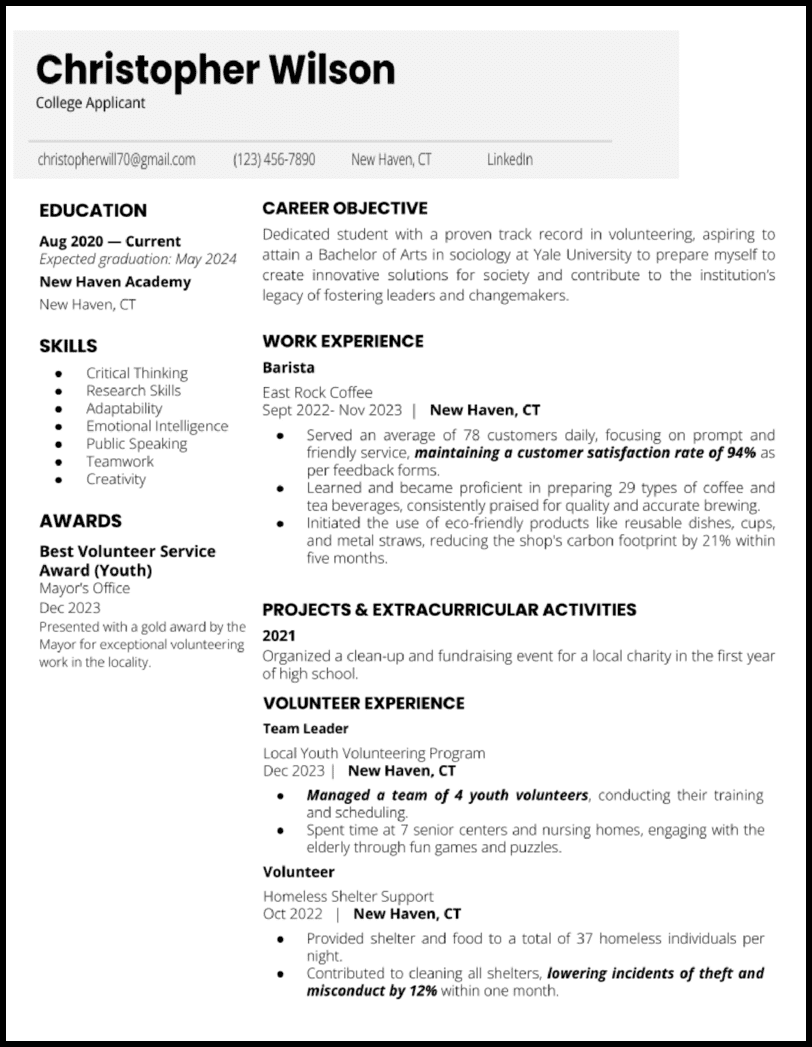 Christopher Wilson
College Applicant
christopherwill70@gmail.com (123) 456-7890 New Haven, CT LinkedIn
EDUCATION
Aug 2020 — Current
Expected graduation: May 2024
New Haven Academy
New Haven, CT
SKILLS
● Critical Thinking
● Research Skills
● Adaptability
● Emotional Intelligence
● Public Speaking
● Teamwork
● Creativity
AWARDS
Best Volunteer Service
Award (Youth)
Mayor's Office
Dec 2023
Presented with a gold award by the
Mayor for exceptional volunteering
work in the locality.
CAREER OBJECTIVE
Dedicated student with a proven track record in volunteering, aspiring to
attain a Bachelor of Arts in sociology at Yale University to prepare myself to
create innovative solutions for society and contribute to the institution's
legacy of fostering leaders and changemakers.
WORK EXPERIENCE
Barista
East Rock Coffee
Sept 2022- Nov 2023 | New Haven, CT
● Served an average of 78 customers daily, focusing on prompt and
friendly service, maintaining a customer satisfaction rate of 94% as
per feedback forms.
● Learned and became proficient in preparing 29 types of coffee and
tea beverages, consistently praised for quality and accurate brewing.
● Initiated the use of eco-friendly products like reusable dishes, cups,
and metal straws, reducing the shop's carbon footprint by 21% within
five months.
PROJECTS & EXTRACURRICULAR ACTIVITIES
2021
Organized a clean-up and fundraising event for a local charity in the first year
of high school.
VOLUNTEER EXPERIENCE
Team Leader
Local Youth Volunteering Program
Dec 2023 | New Haven, CT
● Managed a team of 4 youth volunteers, conducting their training
and scheduling.
● Spent time at 7 senior centers and nursing homes, engaging with the
elderly through fun games and puzzles.
Volunteer
Homeless Shelter Support
Oct 2022 | New Haven, CT
● Provided shelter and food to a total of 37 homeless individuals per
night.
● Contributed to cleaning all shelters, lowering incidents of theft and
misconduct by 12% within one month.